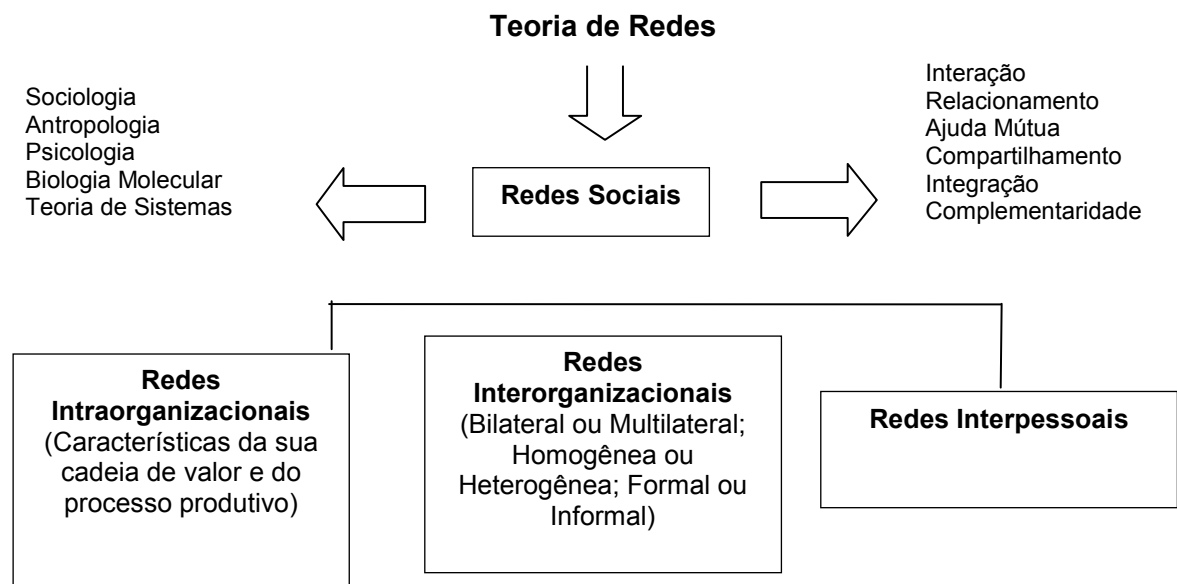 Teoria de Redes
Sociologia
Antropologia
Psicologia
Biologia Molecular
Teoria de Sistemas
Redes Sociais
Interação
Relacionamento
Ajuda Mútua
Compartilhamento
Integração
Complementaridade
Redes
Intraorganizacionais
(Características da sua
cadeia de valor e do
processo produtivo)
Redes
Interorganizacionais
(Bilateral ou Multilateral;
Homogênea ou
Heterogênea; Formal ou
Informal)
Redes Interpessoais